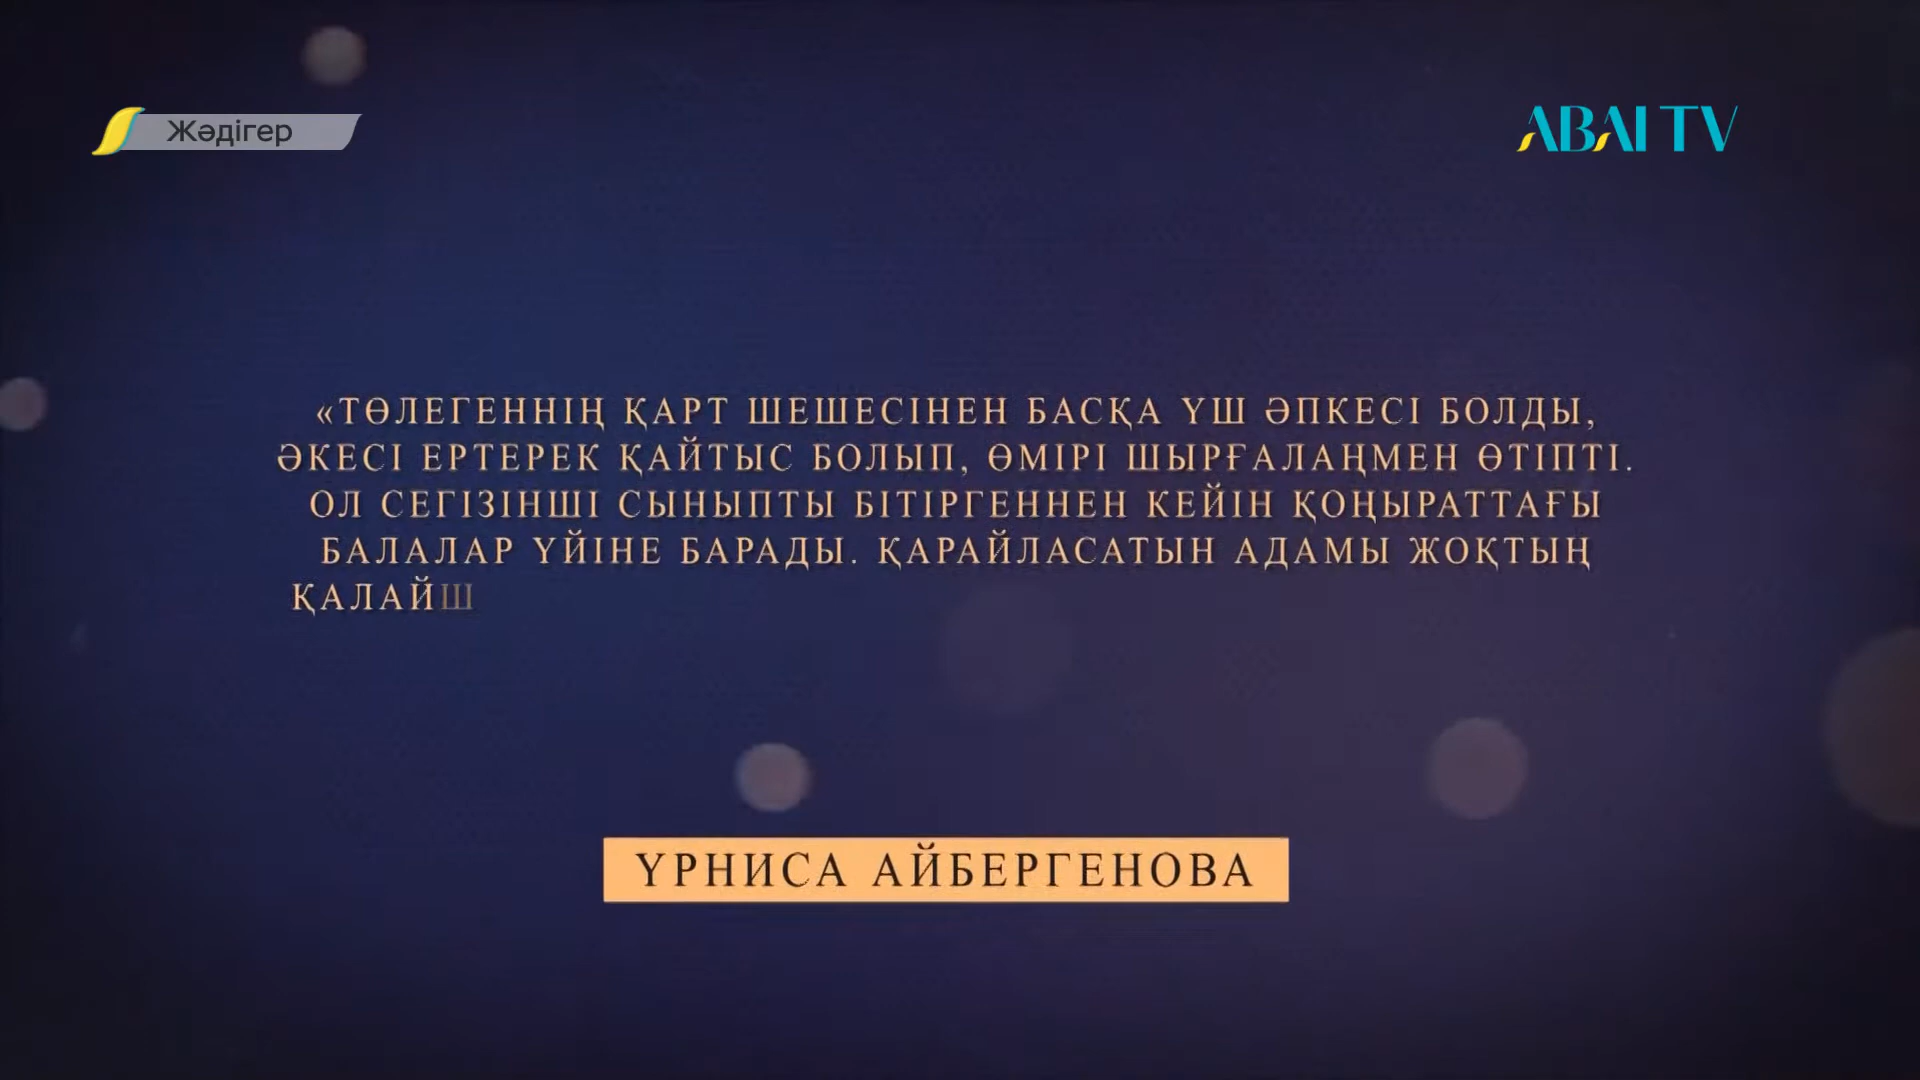 Жәдігер
ABAI TV
«ТӨЛЕГЕННІҢ ҚАРТ ШЕШЕСІНЕН БАСҚА ҮШ ӘПКЕСІ БОЛДЫ,
ӘКЕСІ ЕРТЕРЕК ҚАЙТЫС БОЛЫП, ӨМІРІ ШЫРҒАЛАҢМЕН ӨТІПТІ.
ОЛ СЕГІЗІНШІ СЫНЫПТЫ БІТІРГЕННЕН КЕЙІН ҚОҢЫРАТТАҒЫ
БАЛАЛАР ҮЙІНЕ БАРАДЫ. ҚАРАЙЛАСАТЫН АДАМЫ ЖОҚТЫҢ
ҚАЛАЙШ
ҮРНИСА АЙБЕРГЕНОВА